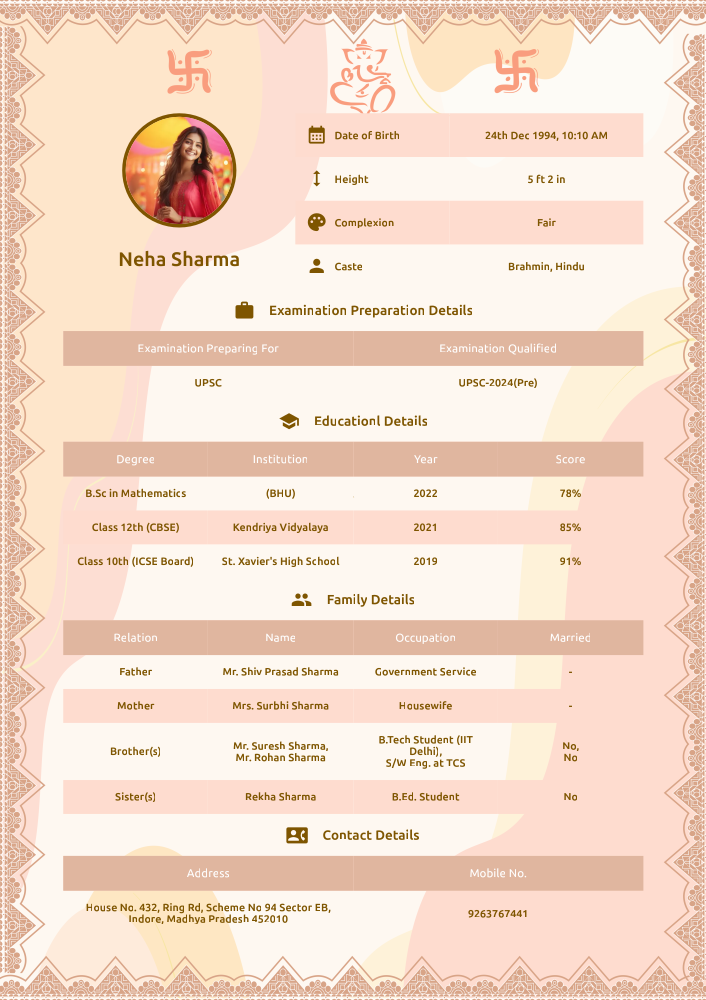 Date of Birth 24th Dec 1994, 10:10 AM
Height 5 ft 2 in
Complexion Fair
Caste Brahmin, Hindu
Neha Sharma
Examination Preparation Details
Examination Preparing For Examination Qualified
UPSC UPSC-2024(Pre)
Educationl Details
Degree Institution Year Score
B.Sc in Mathematics (BHU) 2022 78%
Class 12th (CBSE) Kendriya Vidyalaya 2021 85%
Class 10th (ICSE Board) St. Xavier's High School 2019 91%
Family Details
Relation Name Occupation Married
Father Mr. Shiv Prasad Sharma Government Service -
Mother Mrs. Surbhi Sharma Housewife -
Brother(s) Mr. Suresh Sharma,
Mr. Rohan Sharma
B.Tech Student (IIT
Delhi),
S/W Eng. at TCS
No,
No
Sister(s) Rekha Sharma B.Ed. Student No
Contact Details
Address Mobile No.
House No. 432, Ring Rd, Scheme No 94 Sector EB,
Indore, Madhya Pradesh 452010
9263767441